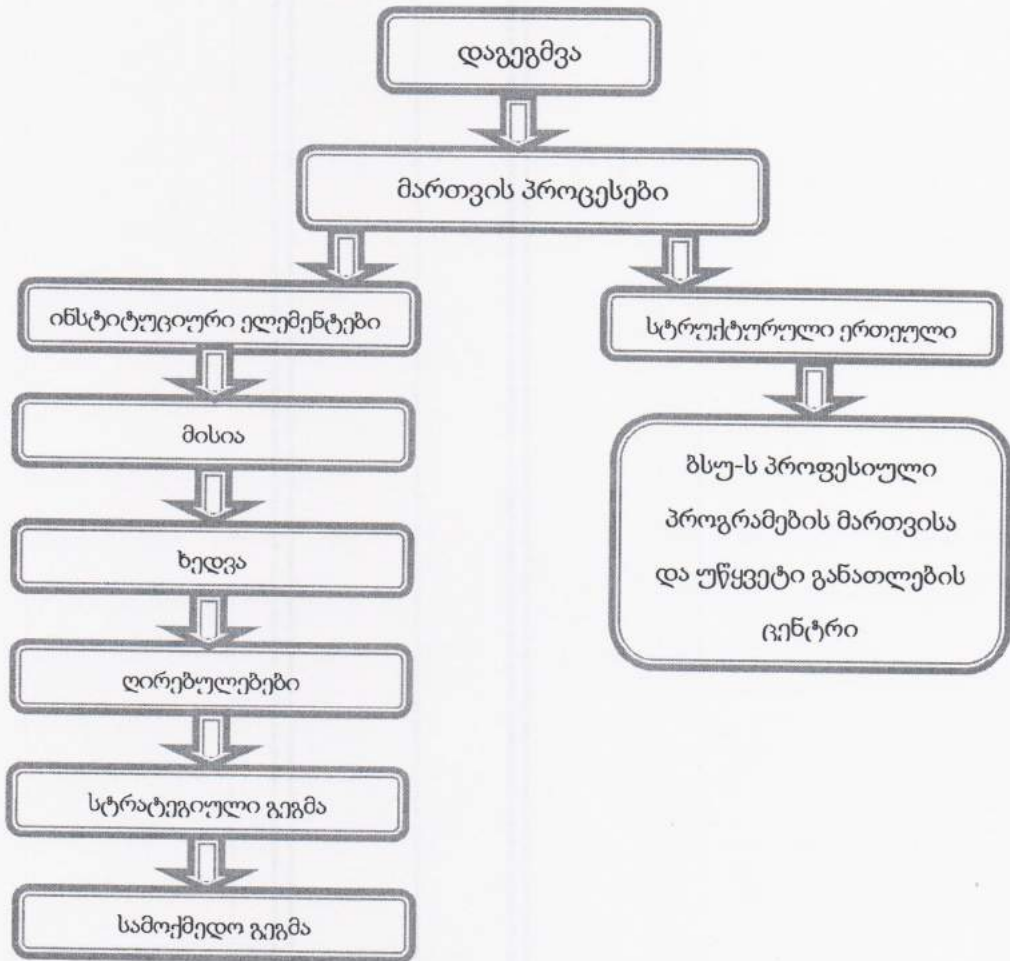 დაგეგმვა
მართვის პროცესები
ინსტიტუციური ელემენტები
სტრუქტურული ერთეული
მისია
ბსუ-ს პროფესიული
პროგრამების მართვისა
და უწყვეტი განათლების
ცენტრი
ხედვა
ღირებულებები
სტრატეგიული გეგმა
სამოქმედო გეგმა